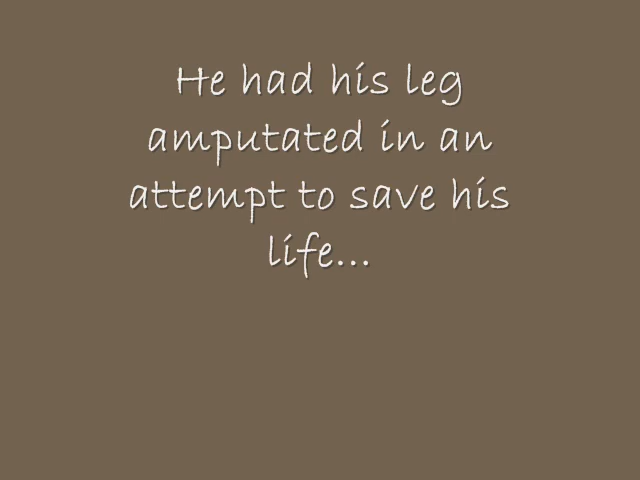 He had his leg
amputated in an
attempt to save his
life...